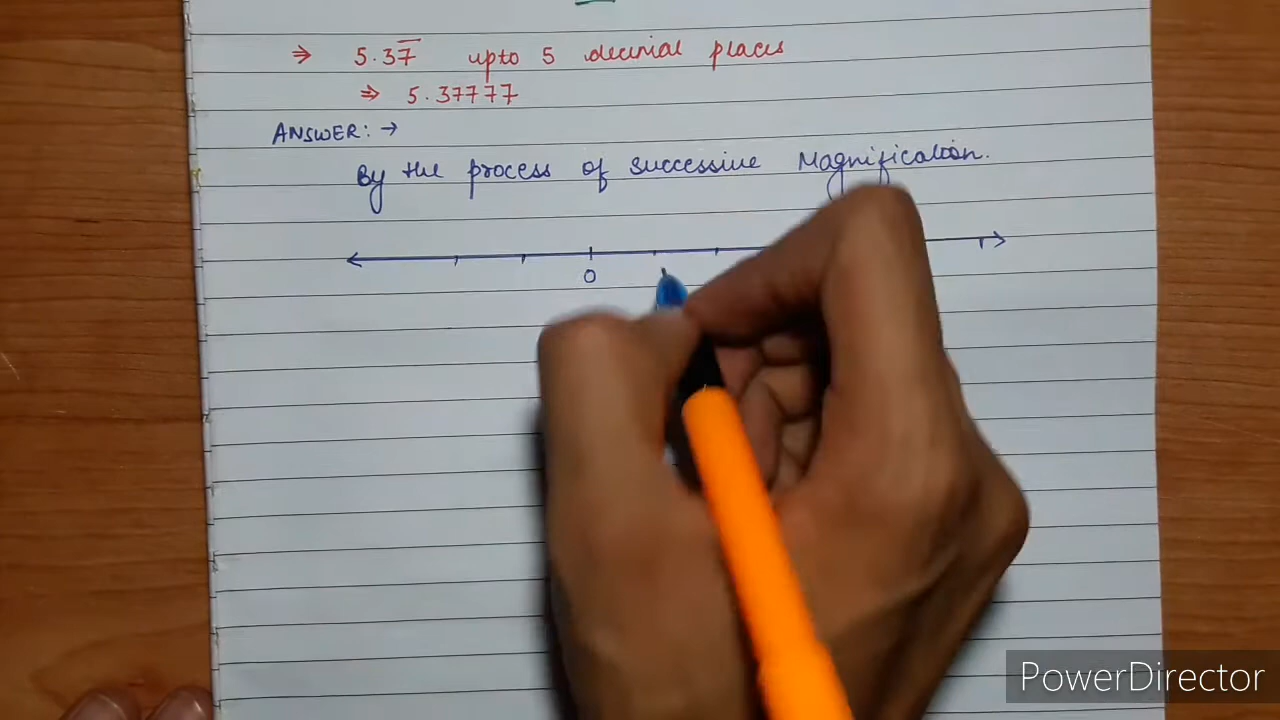 ⇒ 5.37̅ upto 5 decimal places
⇒ 5.37777
ANSWER: →
By the process of successive Magnification.
0
PowerDirector